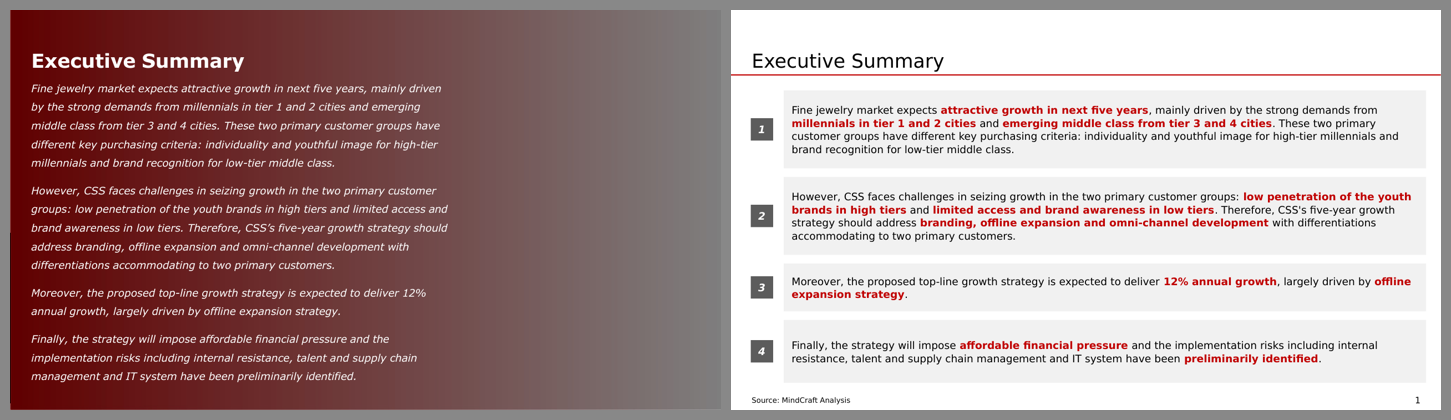 Executive Summary
Fine jewelry market expects attractive growth in next five years, mainly driven
by the strong demands from millennials in tier 1 and 2 cities and emerging
middle class from tier 3 and 4 cities. These two primary customer groups have
different key purchasing criteria: individuality and youthful image for high-tier
millennials and brand recognition for low-tier middle class.
However, CSS faces challenges in seizing growth in the two primary customer
groups: low penetration of the youth brands in high tiers and limited access and
brand awareness in low tiers. Therefore, CSS’s five-year growth strategy should
address branding, offline expansion and omni-channel development with
differentiations accommodating to two primary customers.
Moreover, the proposed top-line growth strategy is expected to deliver 12%
annual growth, largely driven by offline expansion strategy.
Finally, the strategy will impose affordable financial pressure and the
implementation risks including internal resistance, talent and supply chain
management and IT system have been preliminarily identified.
Executive Summary
1
Fine jewelry market expects attractive growth in next five years, mainly driven by the strong demands from
millennials in tier 1 and 2 cities and emerging middle class from tier 3 and 4 cities. These two primary
customer groups have different key purchasing criteria: individuality and youthful image for high-tier millennials and
brand recognition for low-tier middle class.
2
However, CSS faces challenges in seizing growth in the two primary customer groups: low penetration of the youth
brands in high tiers and limited access and brand awareness in low tiers. Therefore, CSS's five-year growth
strategy should address branding, offline expansion and omni-channel development with differentiations
accommodating to two primary customers.
3
Moreover, the proposed top-line growth strategy is expected to deliver 12% annual growth, largely driven by offline
expansion strategy.
4
Finally, the strategy will impose affordable financial pressure and the implementation risks including internal
resistance, talent and supply chain management and IT system have been preliminarily identified.
Source: MindCraft Analysis
1